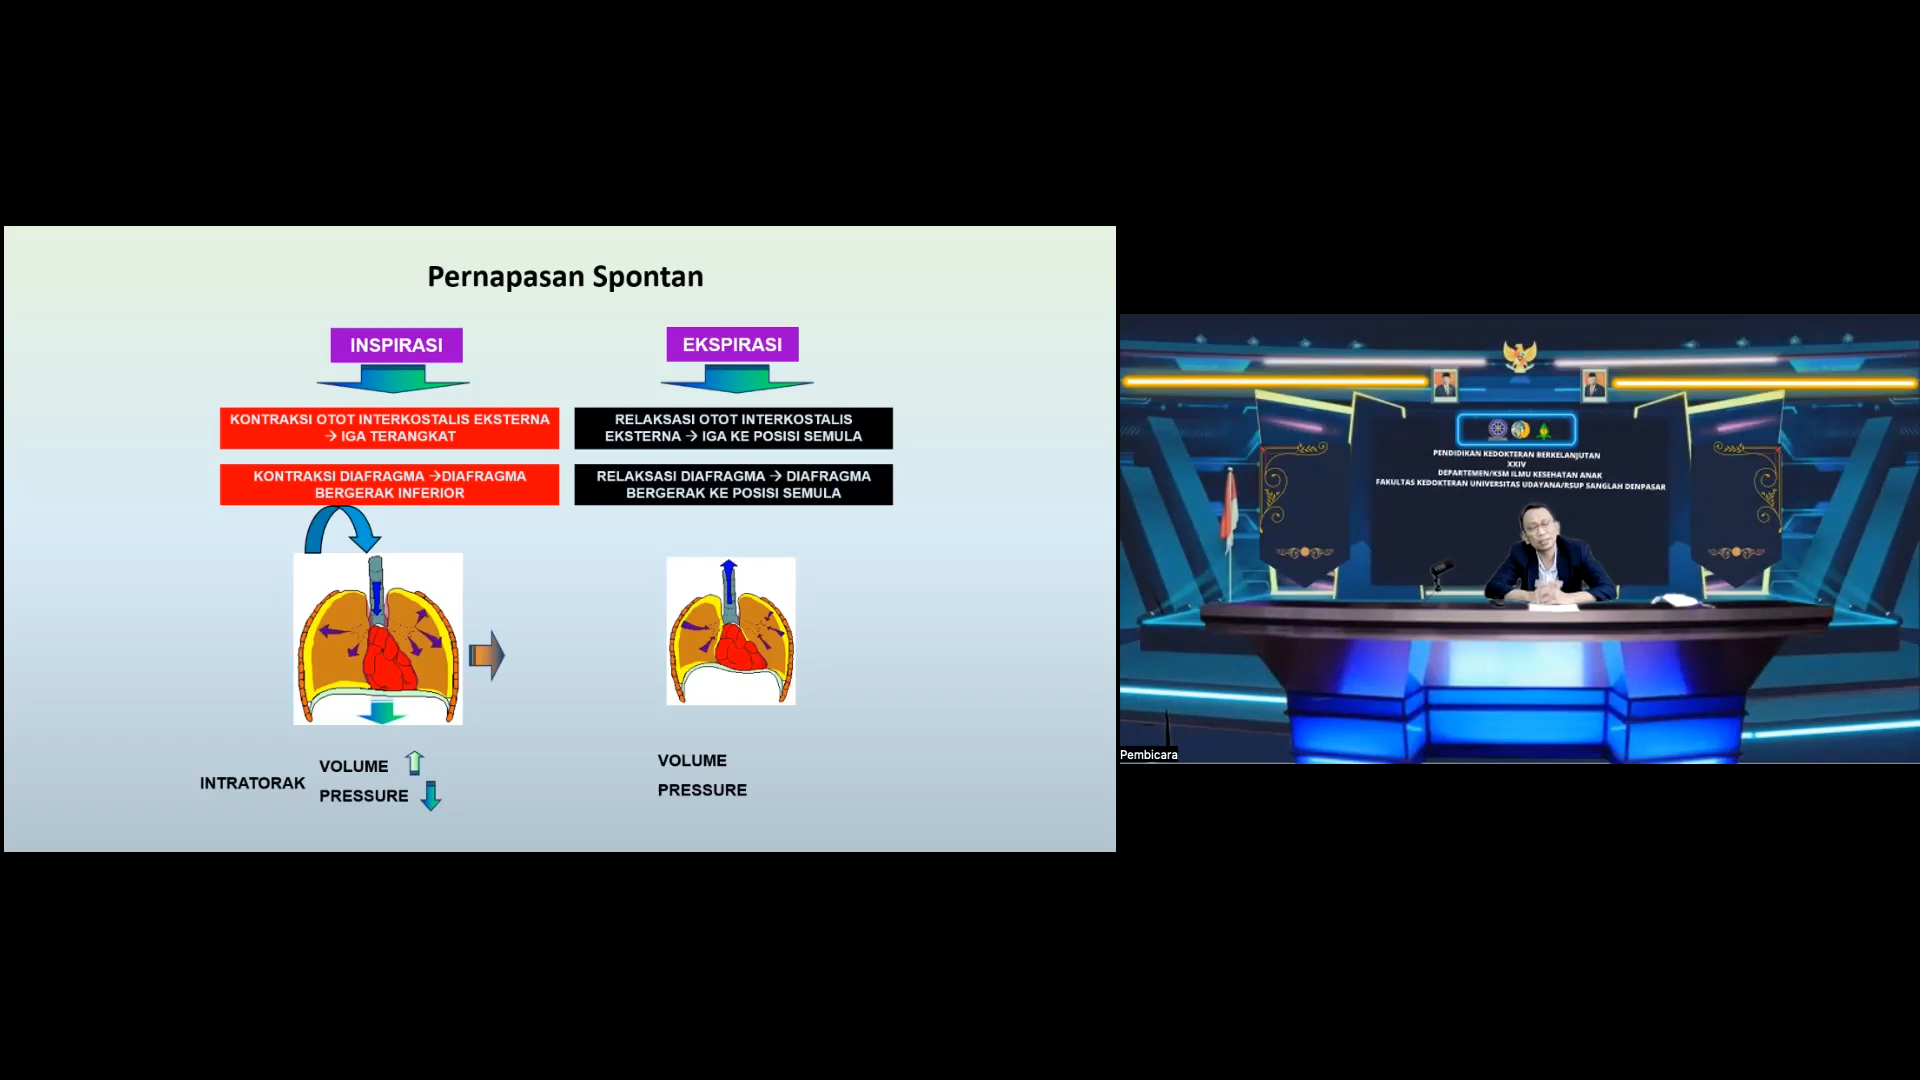 Pernapasan Spontan
INSPIRASI
EKSPIRASI
KONTRAKSI OTOT INTERKOSTALIS EKSTERNA
→ IGA TERANGKAT
RELAKSASI OTOT INTERKOSTALIS
EKSTERNA → IGA KE POSISI SEMULA
KONTRAKSI DIAFRAGMA →DIAFRAGMA
BERGERAK INFERIOR
RELAKSASI DIAFRAGMA → DIAFRAGMA
BERGERAK KE POSISI SEMULA
INTRATORAK
VOLUME
PRESSURE
VOLUME
PRESSURE
PENDIDIKAN KEDOKTERAN BERKELANJUTAN
XXIV
DEPARTEMEN/KSM ILMU KESEHATAN ANAK
FAKULTAS KEDOKTERAN UNIVERSITAS UDAYANA/RSUP SANGLAH DENPASAR
Pembicara